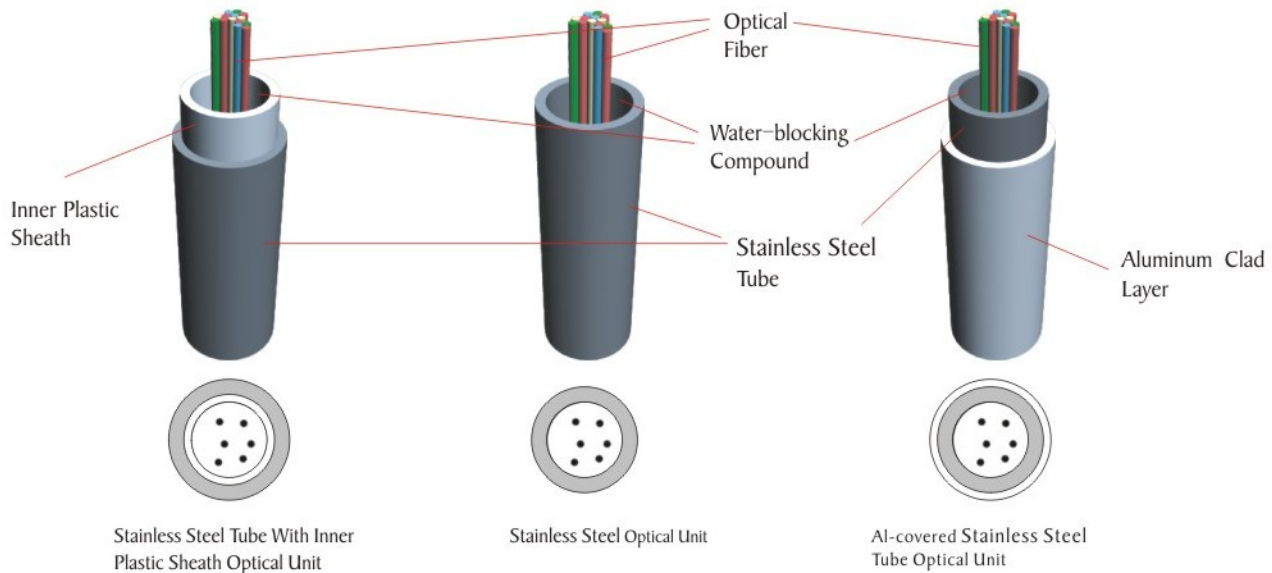 Optical
Fiber
Water-blocking
Compound
Inner Plastic
Sheath
Stainless Steel
Tube
Aluminum Clad
Layer
Stainless Steel Tube With Inner
Plastic Sheath Optical Unit
Stainless Steel Optical Unit
Al-covered Stainless Steel
Tube Optical Unit